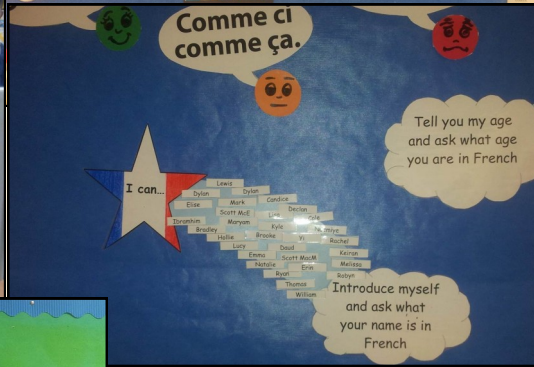 Comme ci
comme ça.
Tell you my age
and ask what age
you are in French
I can...
Lewis
Dylan
Dylan
Elise
Mark
Candice
Scott McE
Declan
Ibrahim
Maryam
Kyle
Bradley
Hollie
Brooke
Rachel
Lucy
Daud
Emma
Scott MacM
Keiran
Natalie
Erin
Melissa
Ryan
Robyn
Thomas
William
Introduce myself
and ask what
your name is in
French